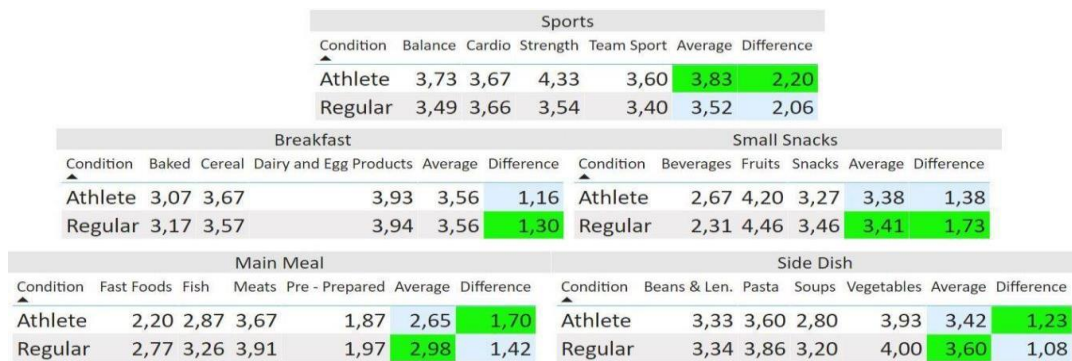 Sports
Condition Balance Cardio Strength Team Sport Average Difference
Athlete 3,73 3,67 4,33 3,60 3,83 2,20
Regular 3,49 3,66 3,54 3,40 3,52 2,06
Breakfast
Condition Baked Cereal Dairy and Egg Products Average Difference
Athlete 3,07 3,67 3,93 3,56 1,16
Regular 3,17 3,57 3,94 3,56 1,30
Small Snacks
Condition Beverages Fruits Snacks Average Difference
Athlete 2,67 4,20 3,27 3,38 1,38
Regular 2,31 4,46 3,46 3,41 1,73
Main Meal
Condition Fast Foods Fish Meats Pre - Prepared Average Difference
Athlete 2,20 2,87 3,67 1,87 2,65 1,70
Regular 2,77 3,26 3,91 1,97 2,98 1,42
Side Dish
Condition Beans & Len. Pasta Soups Vegetables Average Difference
Athlete 3,33 3,60 2,80 3,93 3,42 1,23
Regular 3,34 3,86 3,20 4,00 3,60 1,08